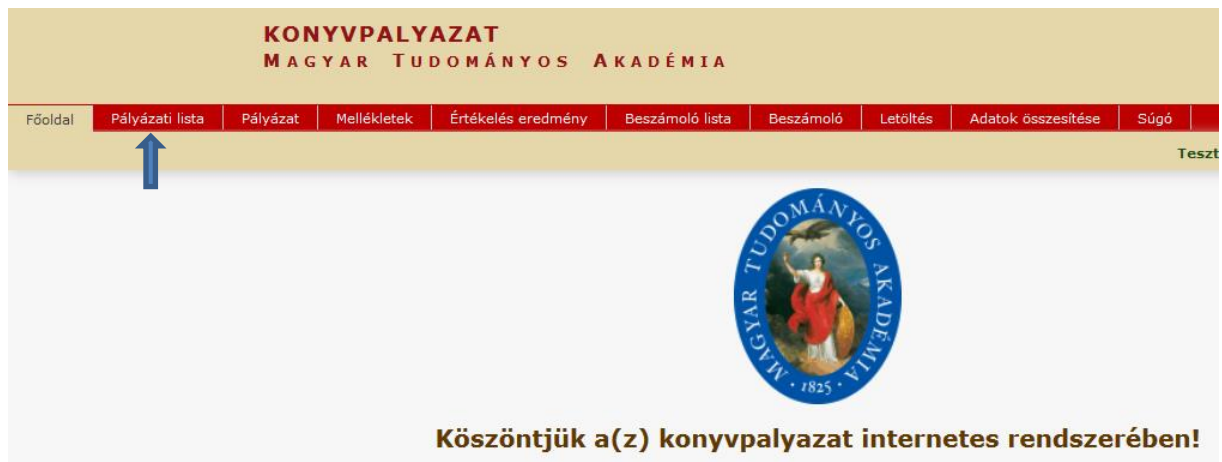 KONYVPALYAZAT
MAGYAR TUDOMÁNYOS AKADÉMIA
Főoldal Pályázati lista Pályázat Mellékletek Értékelés eredmény Beszámoló lista Beszámoló Letöltés Adatok összesítése Súgó
Teszt
MAGYAR TUDOMÁNYOS AKADÉMIA · 1825 ·
Köszöntjük a(z) konyvpalyazat internetes rendszerében!